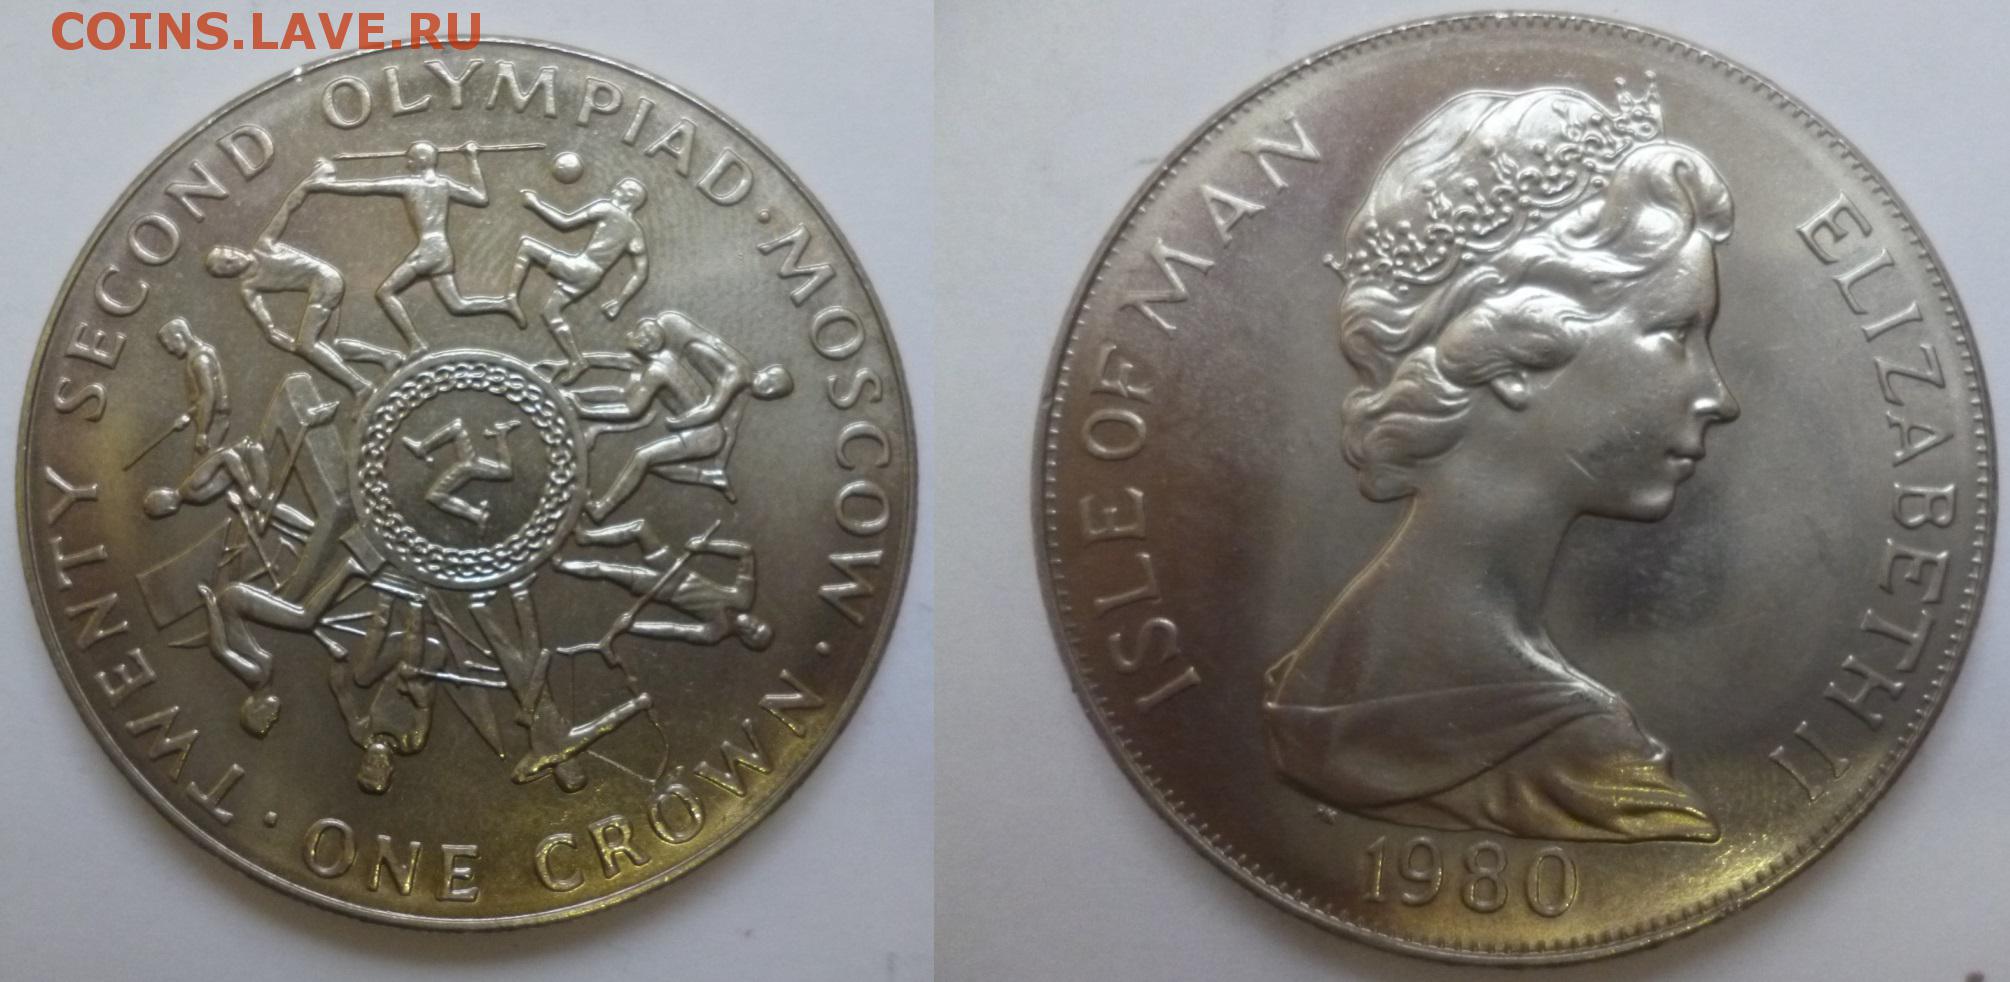 COINS.LAVE.RU
TWENTY SECOND OLYMPIAD · MOSCOW ·
· ONE CROWN
ISLE OF MAN
ELIZABETH II
1980